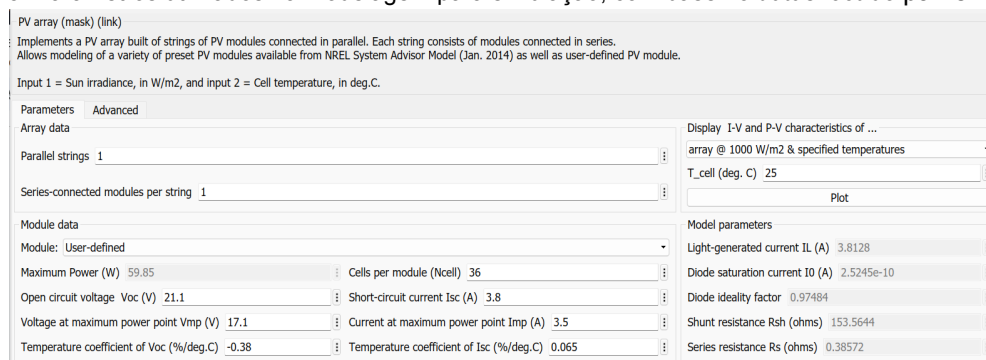 PV array (mask) (link)
Implements a PV array built of strings of PV modules connected in parallel. Each string consists of modules connected in series.
Allows modeling of a variety of preset PV modules available from NREL System Advisor Model (Jan. 2014) as well as user-defined PV module.
Input 1 = Sun irradiance, in W/m2, and input 2 = Cell temperature, in deg.C.
Parameters Advanced
Array data
Parallel strings 1
Series-connected modules per string 1
Display I-V and P-V characteristics of ...
array @ 1000 W/m2 & specified temperatures
T_cell (deg. C) 25
Plot
Module data
Module: User-defined
Maximum Power (W) 59.85 Cells per module (Ncell) 36
Open circuit voltage Voc (V) 21.1 Short-circuit current Isc (A) 3.8
Voltage at maximum power point Vmp (V) 17.1 Current at maximum power point Imp (A) 3.5
Temperature coefficient of Voc (%/deg.C) -0.38 Temperature coefficient of Isc (%/deg.C) 0.065
Model parameters
Light-generated current IL (A) 3.8128
Diode saturation current I0 (A) 2.5245e-10
Diode ideality factor 0.97484
Shunt resistance Rsh (ohms) 153.5644
Series resistance Rs (ohms) 0.38572